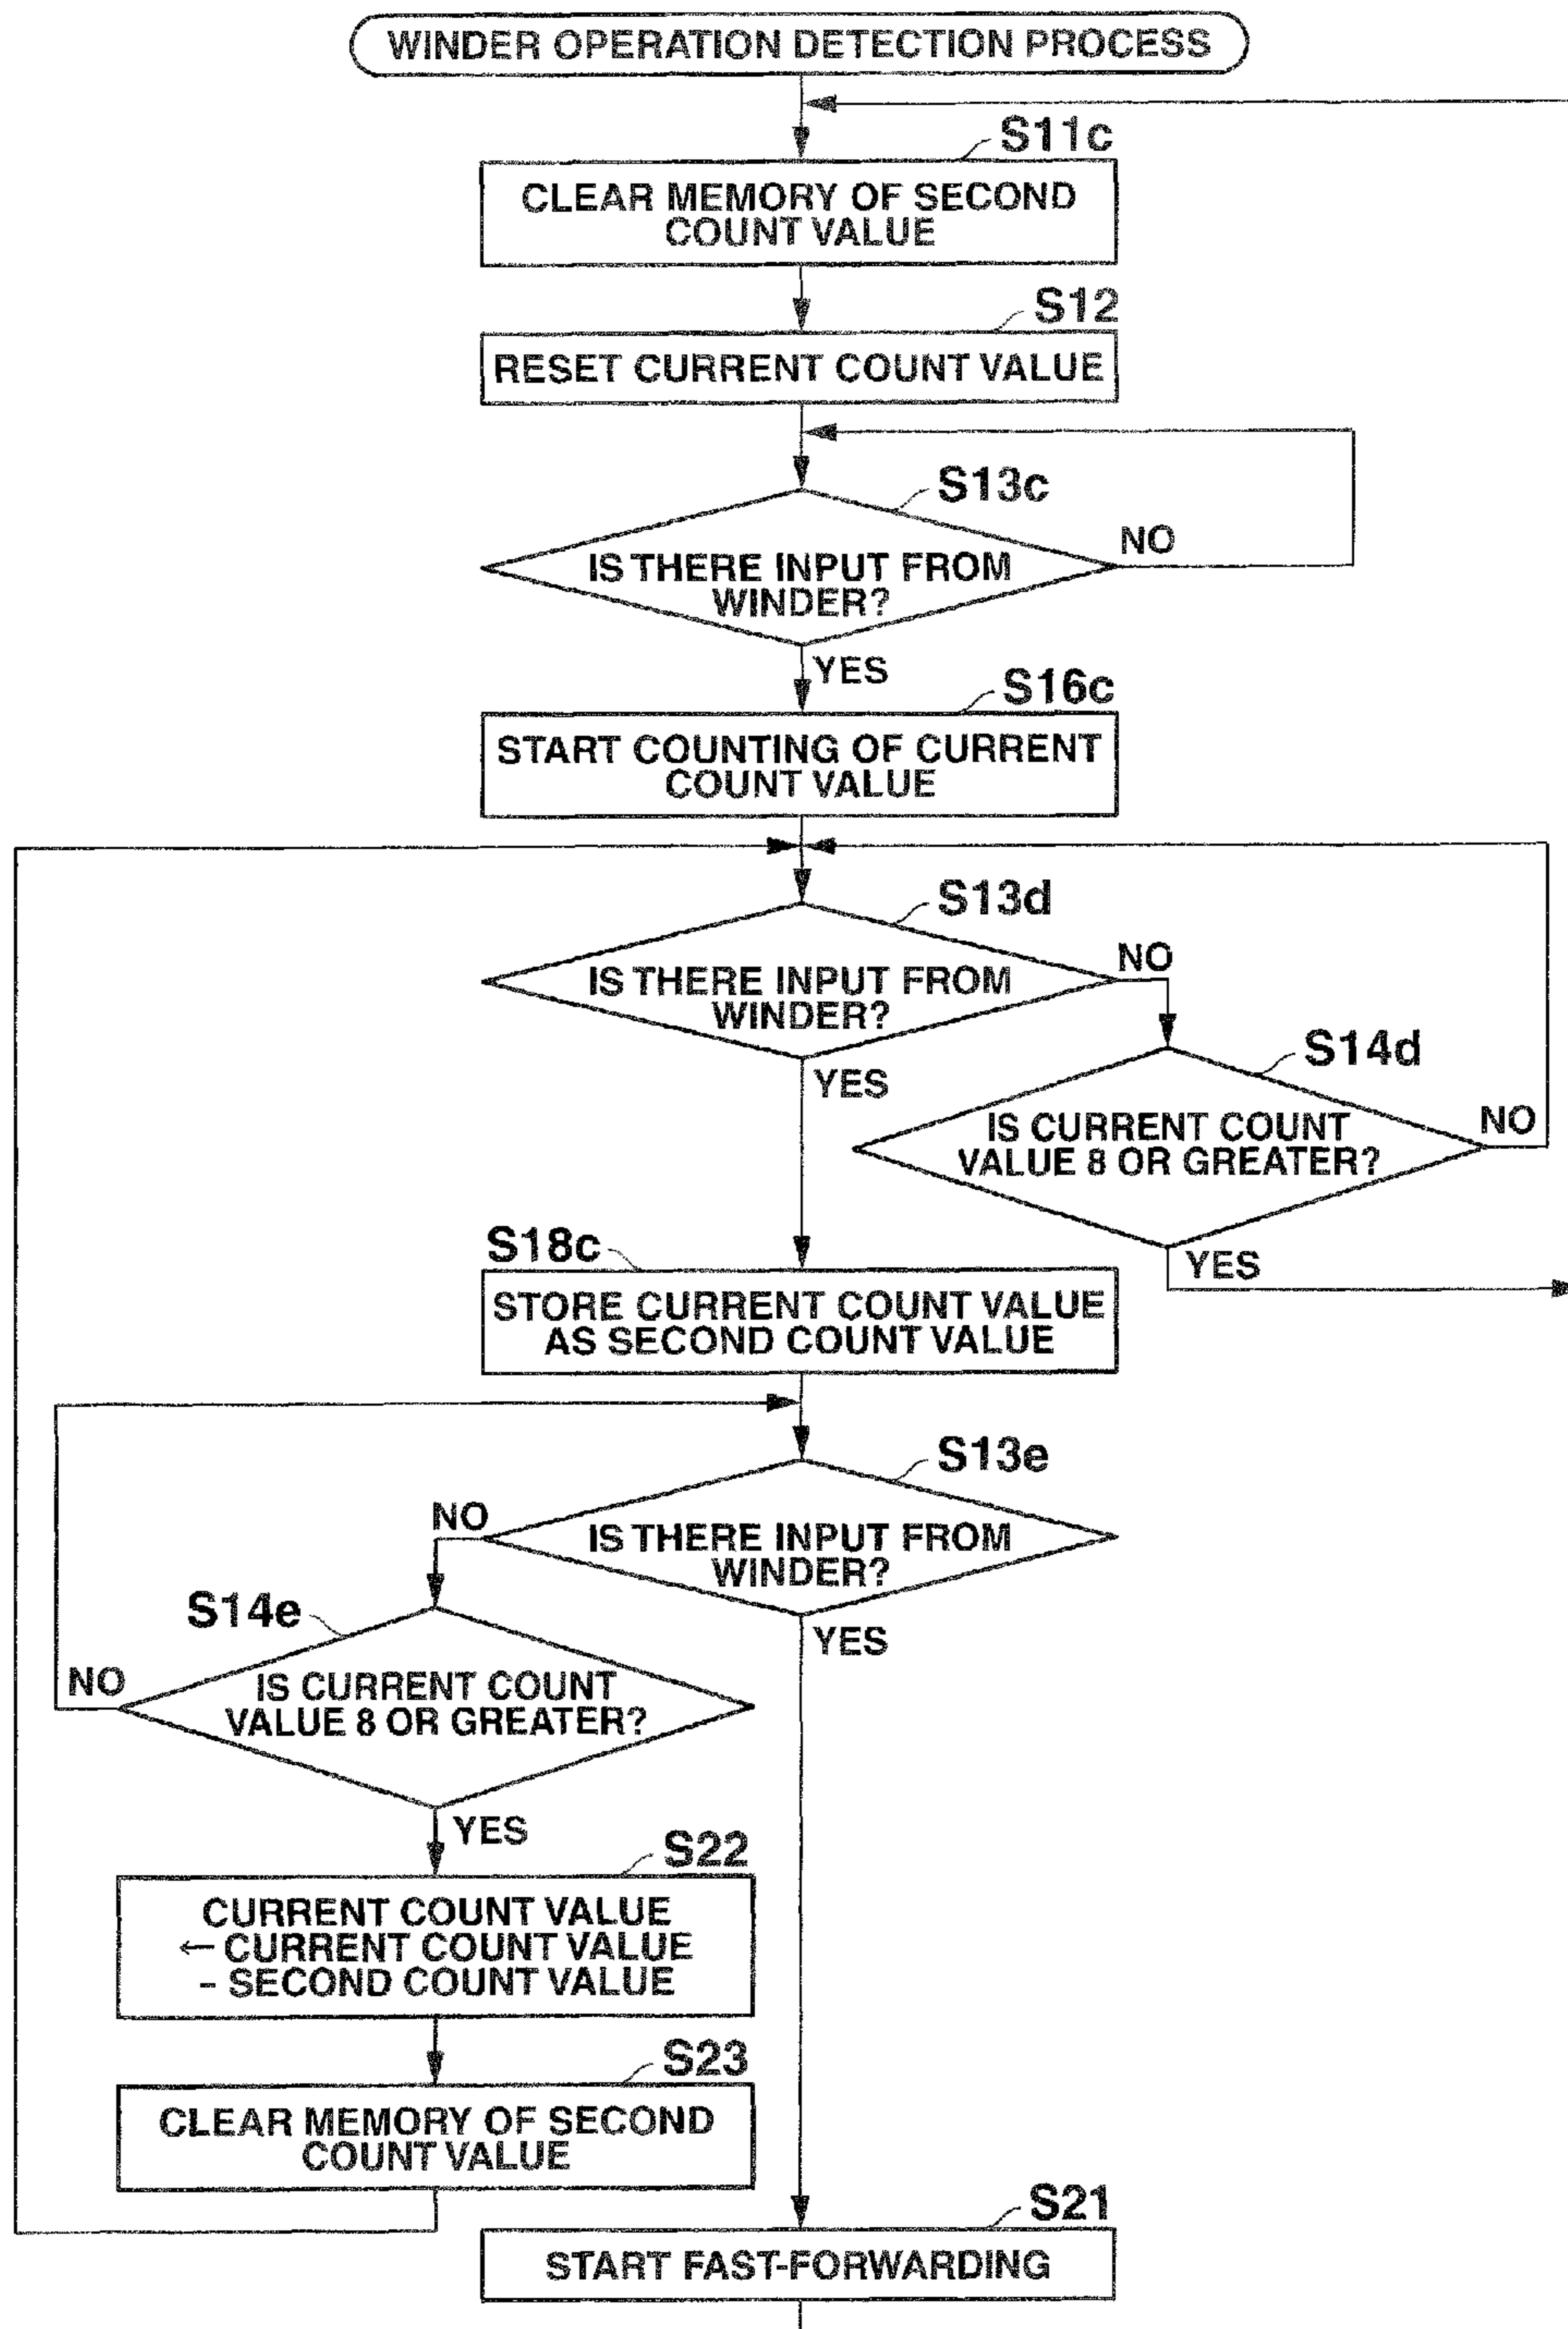 WINDER OPERATION DETECTION PROCESS
S11c
CLEAR MEMORY OF SECOND
COUNT VALUE
S12
RESET CURRENT COUNT VALUE
S13c
NO
IS THERE INPUT FROM
WINDER?
YES
S16c
START COUNTING OF CURRENT
COUNT VALUE
S13d
NO
IS THERE INPUT FROM
WINDER?
S14d
YES
NO
IS CURRENT COUNT
VALUE 8 OR GREATER?
S18c
YES
STORE CURRENT COUNT VALUE
AS SECOND COUNT VALUE
S13e
NO
IS THERE INPUT FROM
WINDER?
S14e
YES
NO
IS CURRENT COUNT
VALUE 8 OR GREATER?
YES
S22
CURRENT COUNT VALUE
← CURRENT COUNT VALUE
- SECOND COUNT VALUE
S23
CLEAR MEMORY OF SECOND
COUNT VALUE
S21
START FAST-FORWARDING